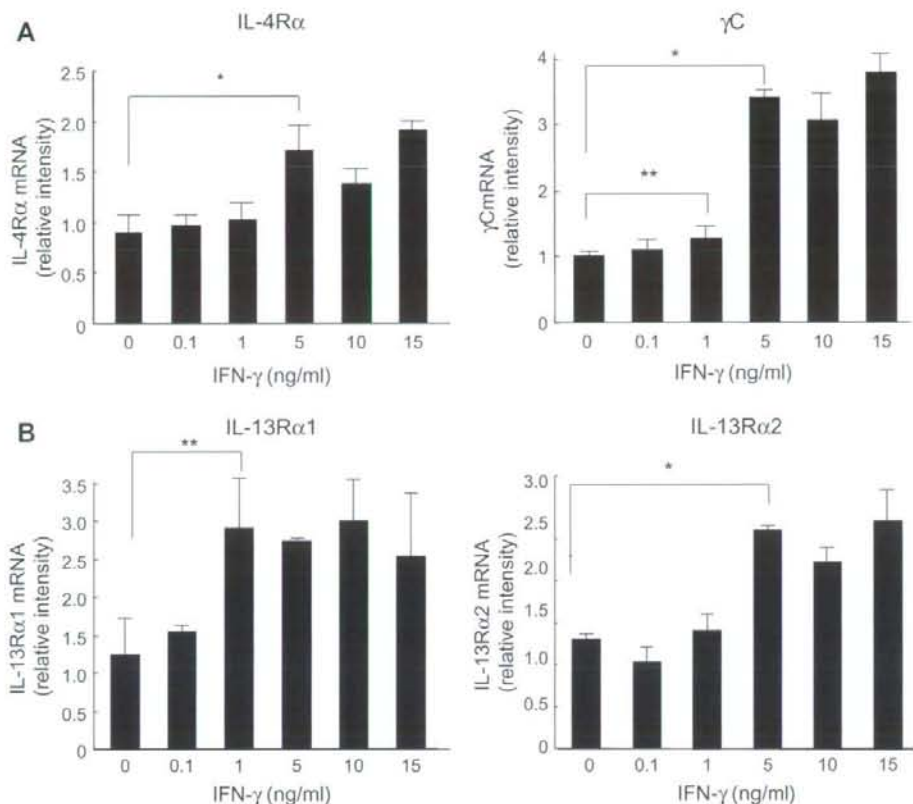 A
IL-4Rα
IL-4Rα mRNA
(relative intensity)
2.5
2.0
1.5
1.0
0.5
0
*
0 0.1 1 5 10 15
IFN-γ (ng/ml)
γC
γCmRNA
(relative intensity)
4
3
2
1
0
*
**
0 0.1 1 5 10 15
IFN-γ (ng/ml)
B
IL-13Rα1
IL-13Rα1 mRNA
(relative intensity)
3.5
3.0
2.5
2.0
1.5
1.0
0.5
0
**
0 0.1 1 5 10 15
IFN-γ (ng/ml)
IL-13Rα2
IL-13Rα2 mRNA
(relative intensity)
3.0
2.5
2.0
1.5
1.0
0.5
0
*
0 0.1 1 5 10 15
IFN-γ (ng/ml)